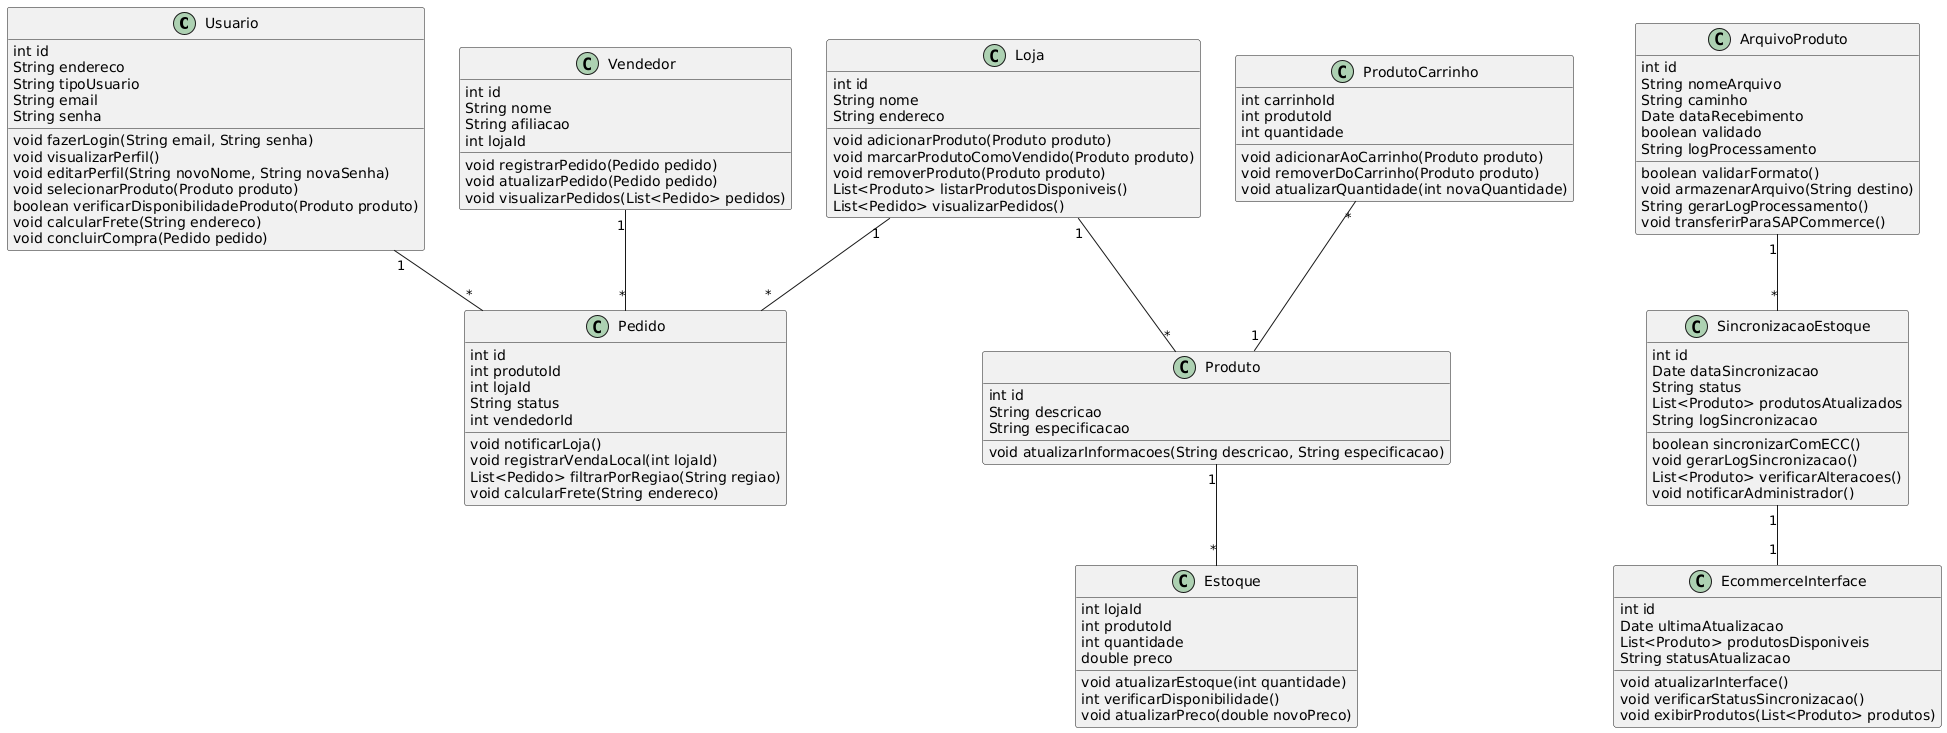 C Usuario
int id
String endereco
String tipoUsuario
String email
String senha
void fazerLogin(String email, String senha)
void visualizarPerfil()
void editarPerfil(String novoNome, String novaSenha)
void selecionarProduto(Produto produto)
boolean verificarDisponibilidadeProduto(Produto produto)
void calcularFrete(String endereco)
void concluirCompra(Pedido pedido)
C Vendedor
int id
String nome
String afiliacao
int lojaId
void registrarPedido(Pedido pedido)
void atualizarPedido(Pedido pedido)
void visualizarPedidos(List<Pedido> pedidos)
C Loja
int id
String nome
String endereco
void adicionarProduto(Produto produto)
void marcarProdutoComoVendido(Produto produto)
void removerProduto(Produto produto)
List<Produto> listarProdutosDisponiveis()
List<Pedido> visualizarPedidos()
C ProdutoCarrinho
int carrinhoId
int produtoId
int quantidade
void adicionarAoCarrinho(Produto produto)
void removerDoCarrinho(Produto produto)
void atualizarQuantidade(int novaQuantidade)
C ArquivoProduto
int id
String nomeArquivo
String caminho
Date dataRecebimento
boolean validado
String logProcessamento
boolean validarFormato()
void armazenarArquivo(String destino)
String gerarLogProcessamento()
void transferirParaSAPCommerce()
1
*
1
*
1
*
1
*
*
1
1
*
C Pedido
int id
int produtoId
int lojaId
String status
int vendedorId
void notificarLoja()
void registrarVendaLocal(int lojaId)
List<Pedido> filtrarPorRegiao(String regiao)
void calcularFrete(String endereco)
C Produto
int id
String descricao
String especificacao
void atualizarInformacoes(String descricao, String especificacao)
C SincronizacaoEstoque
int id
Date dataSincronizacao
String status
List<Produto> produtosAtualizados
String logSincronizacao
boolean sincronizarComECC()
void gerarLogSincronizacao()
List<Produto> verificarAlteracoes()
void notificarAdministrador()
1
*
1
1
C Estoque
int lojaId
int produtoId
int quantidade
double preco
void atualizarEstoque(int quantidade)
int verificarDisponibilidade()
void atualizarPreco(double novoPreco)
C EcommerceInterface
int id
Date ultimaAtualizacao
List<Produto> produtosDisponiveis
String statusAtualizacao
void atualizarInterface()
void verificarStatusSincronizacao()
void exibirProdutos(List<Produto> produtos)